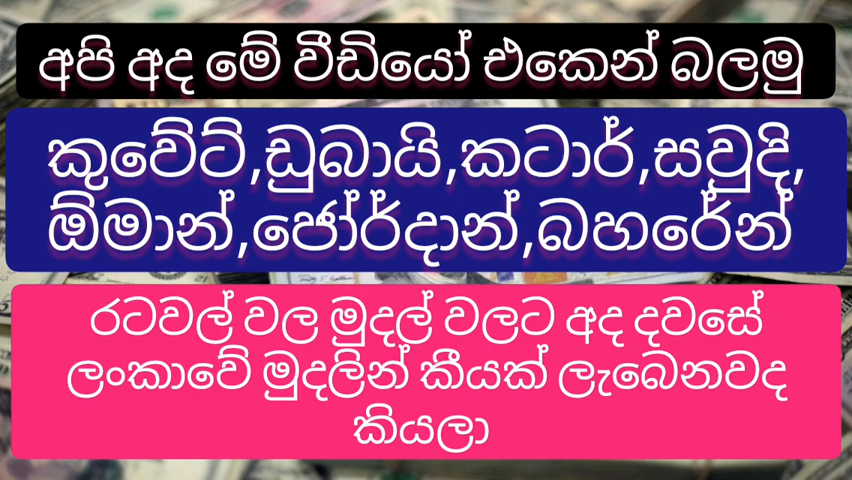 අපි අද මේ වීඩියෝ එකෙන් බලමු
කුවේට්,ඩුබායි,කටාර්,සවුදි,
ඕමාන්,ජෝර්දාන්,බහරේන්
රටවල් වල මුදල් වලට අද දවසේ
ලංකාවේ මුදලින් කීයක් ලැබෙනවද
කියලා